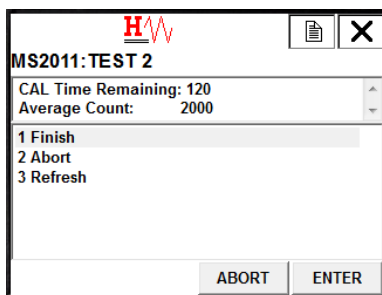 H
MS2011:TEST 2
CAL Time Remaining: 120
Average Count: 2000
1 Finish
2 Abort
3 Refresh
ABORT ENTER